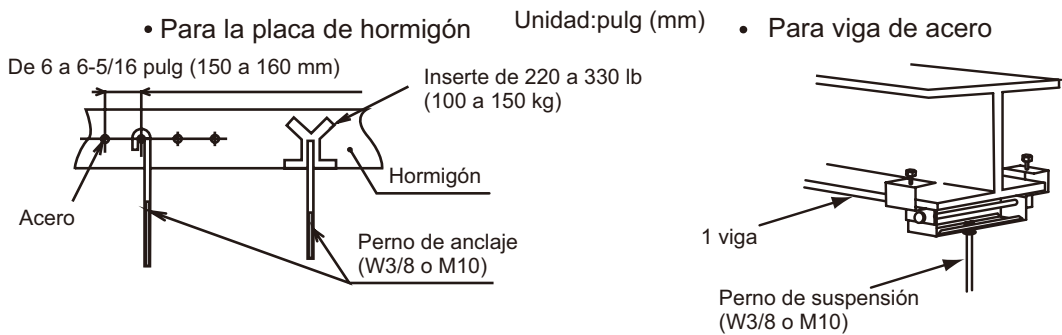 • Para la placa de hormigón
Unidad:pulg (mm)
• Para viga de acero
De 6 a 6-5/16 pulg (150 a 160 mm)
Inserte de 220 a 330 lb
(100 a 150 kg)
Hormigón
Acero
Perno de anclaje
(W3/8 o M10)
1 viga
Perno de suspensión
(W3/8 o M10)